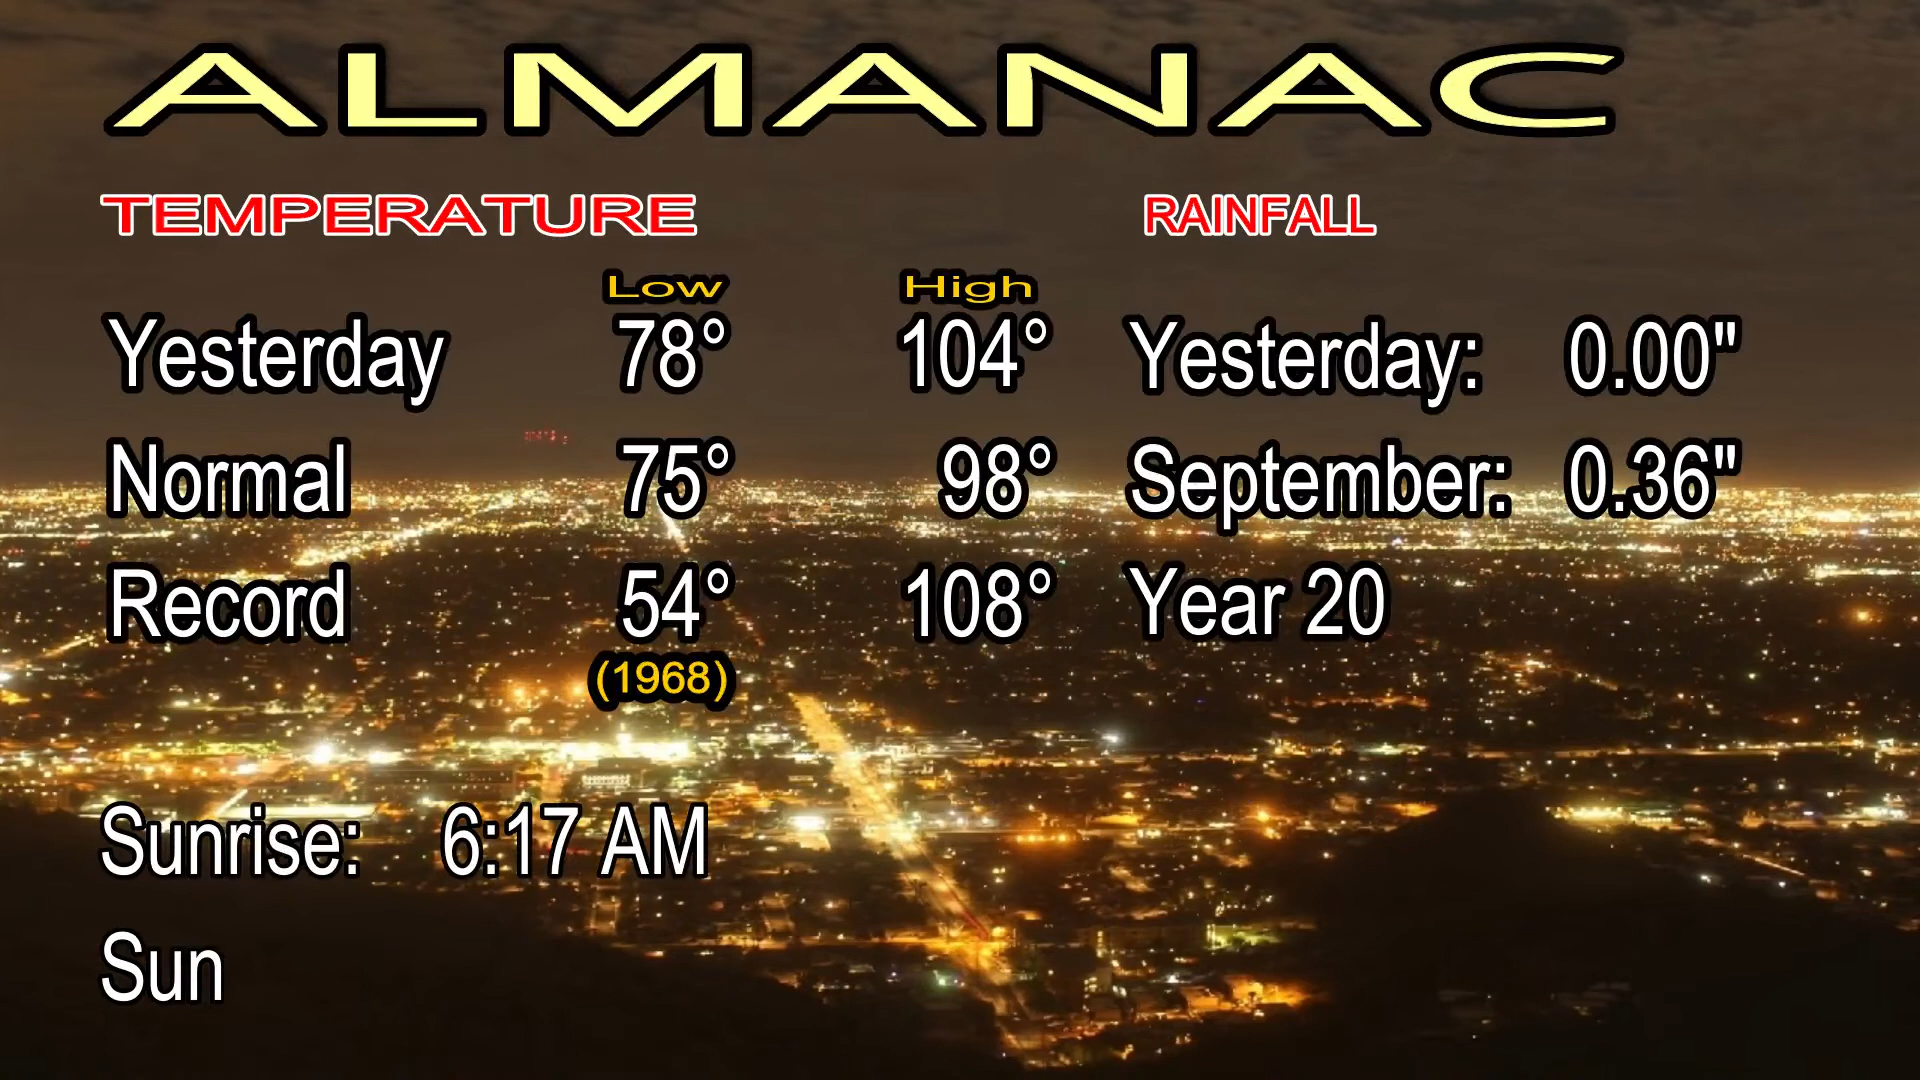 ALMANAC
TEMPERATURE RAINFALL
Low High
Yesterday 78° 104° Yesterday: 0.00"
Normal 75° 98° September: 0.36"
Record 54° 108° Year 20
(1968)
Sunrise: 6:17 AM
Sun